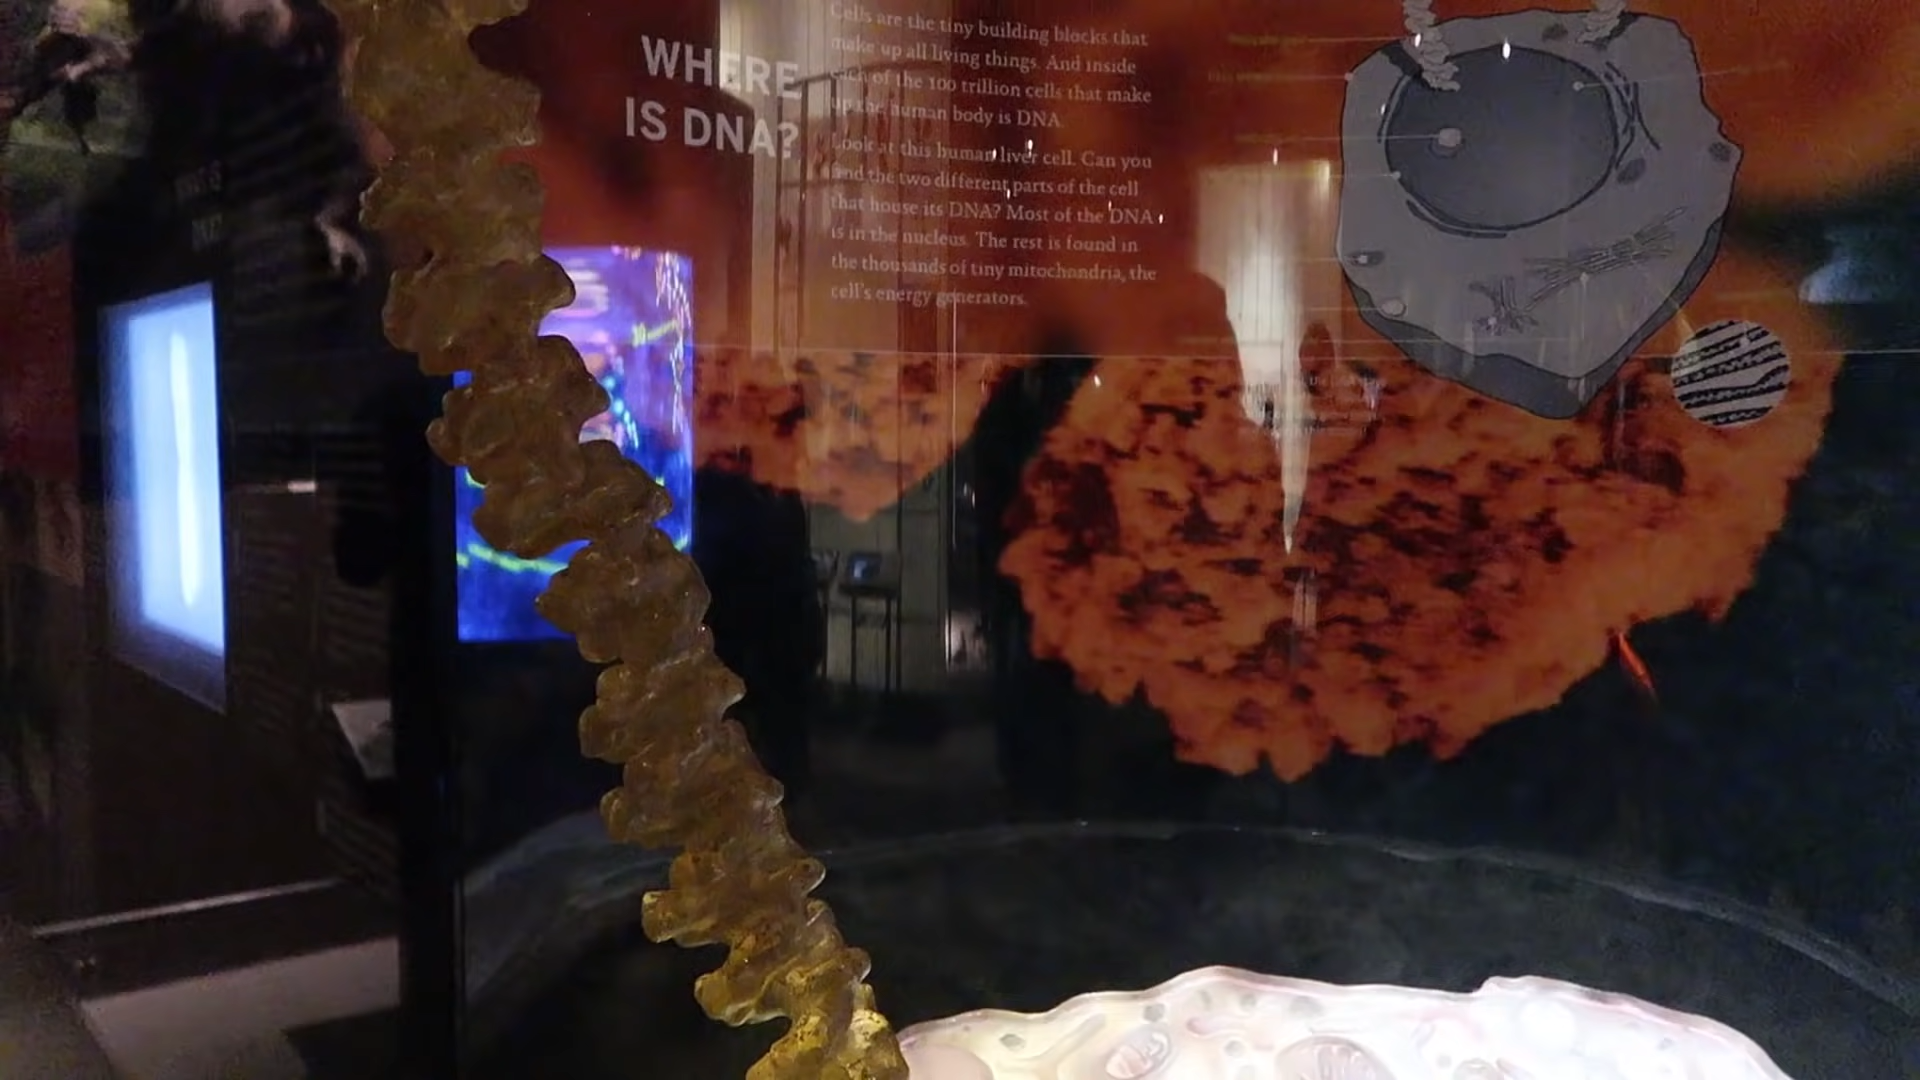 WHERE
IS DNA?
Cells are the tiny building blocks that
make up all living things. And inside
each of the 100 trillion cells that make
up the human body is DNA.
Look at this human liver cell. Can you
find the two different parts of the cell
that house its DNA? Most of the DNA
is in the nucleus. The rest is found in
the thousands of tiny mitochondria, the
cell's energy generators.